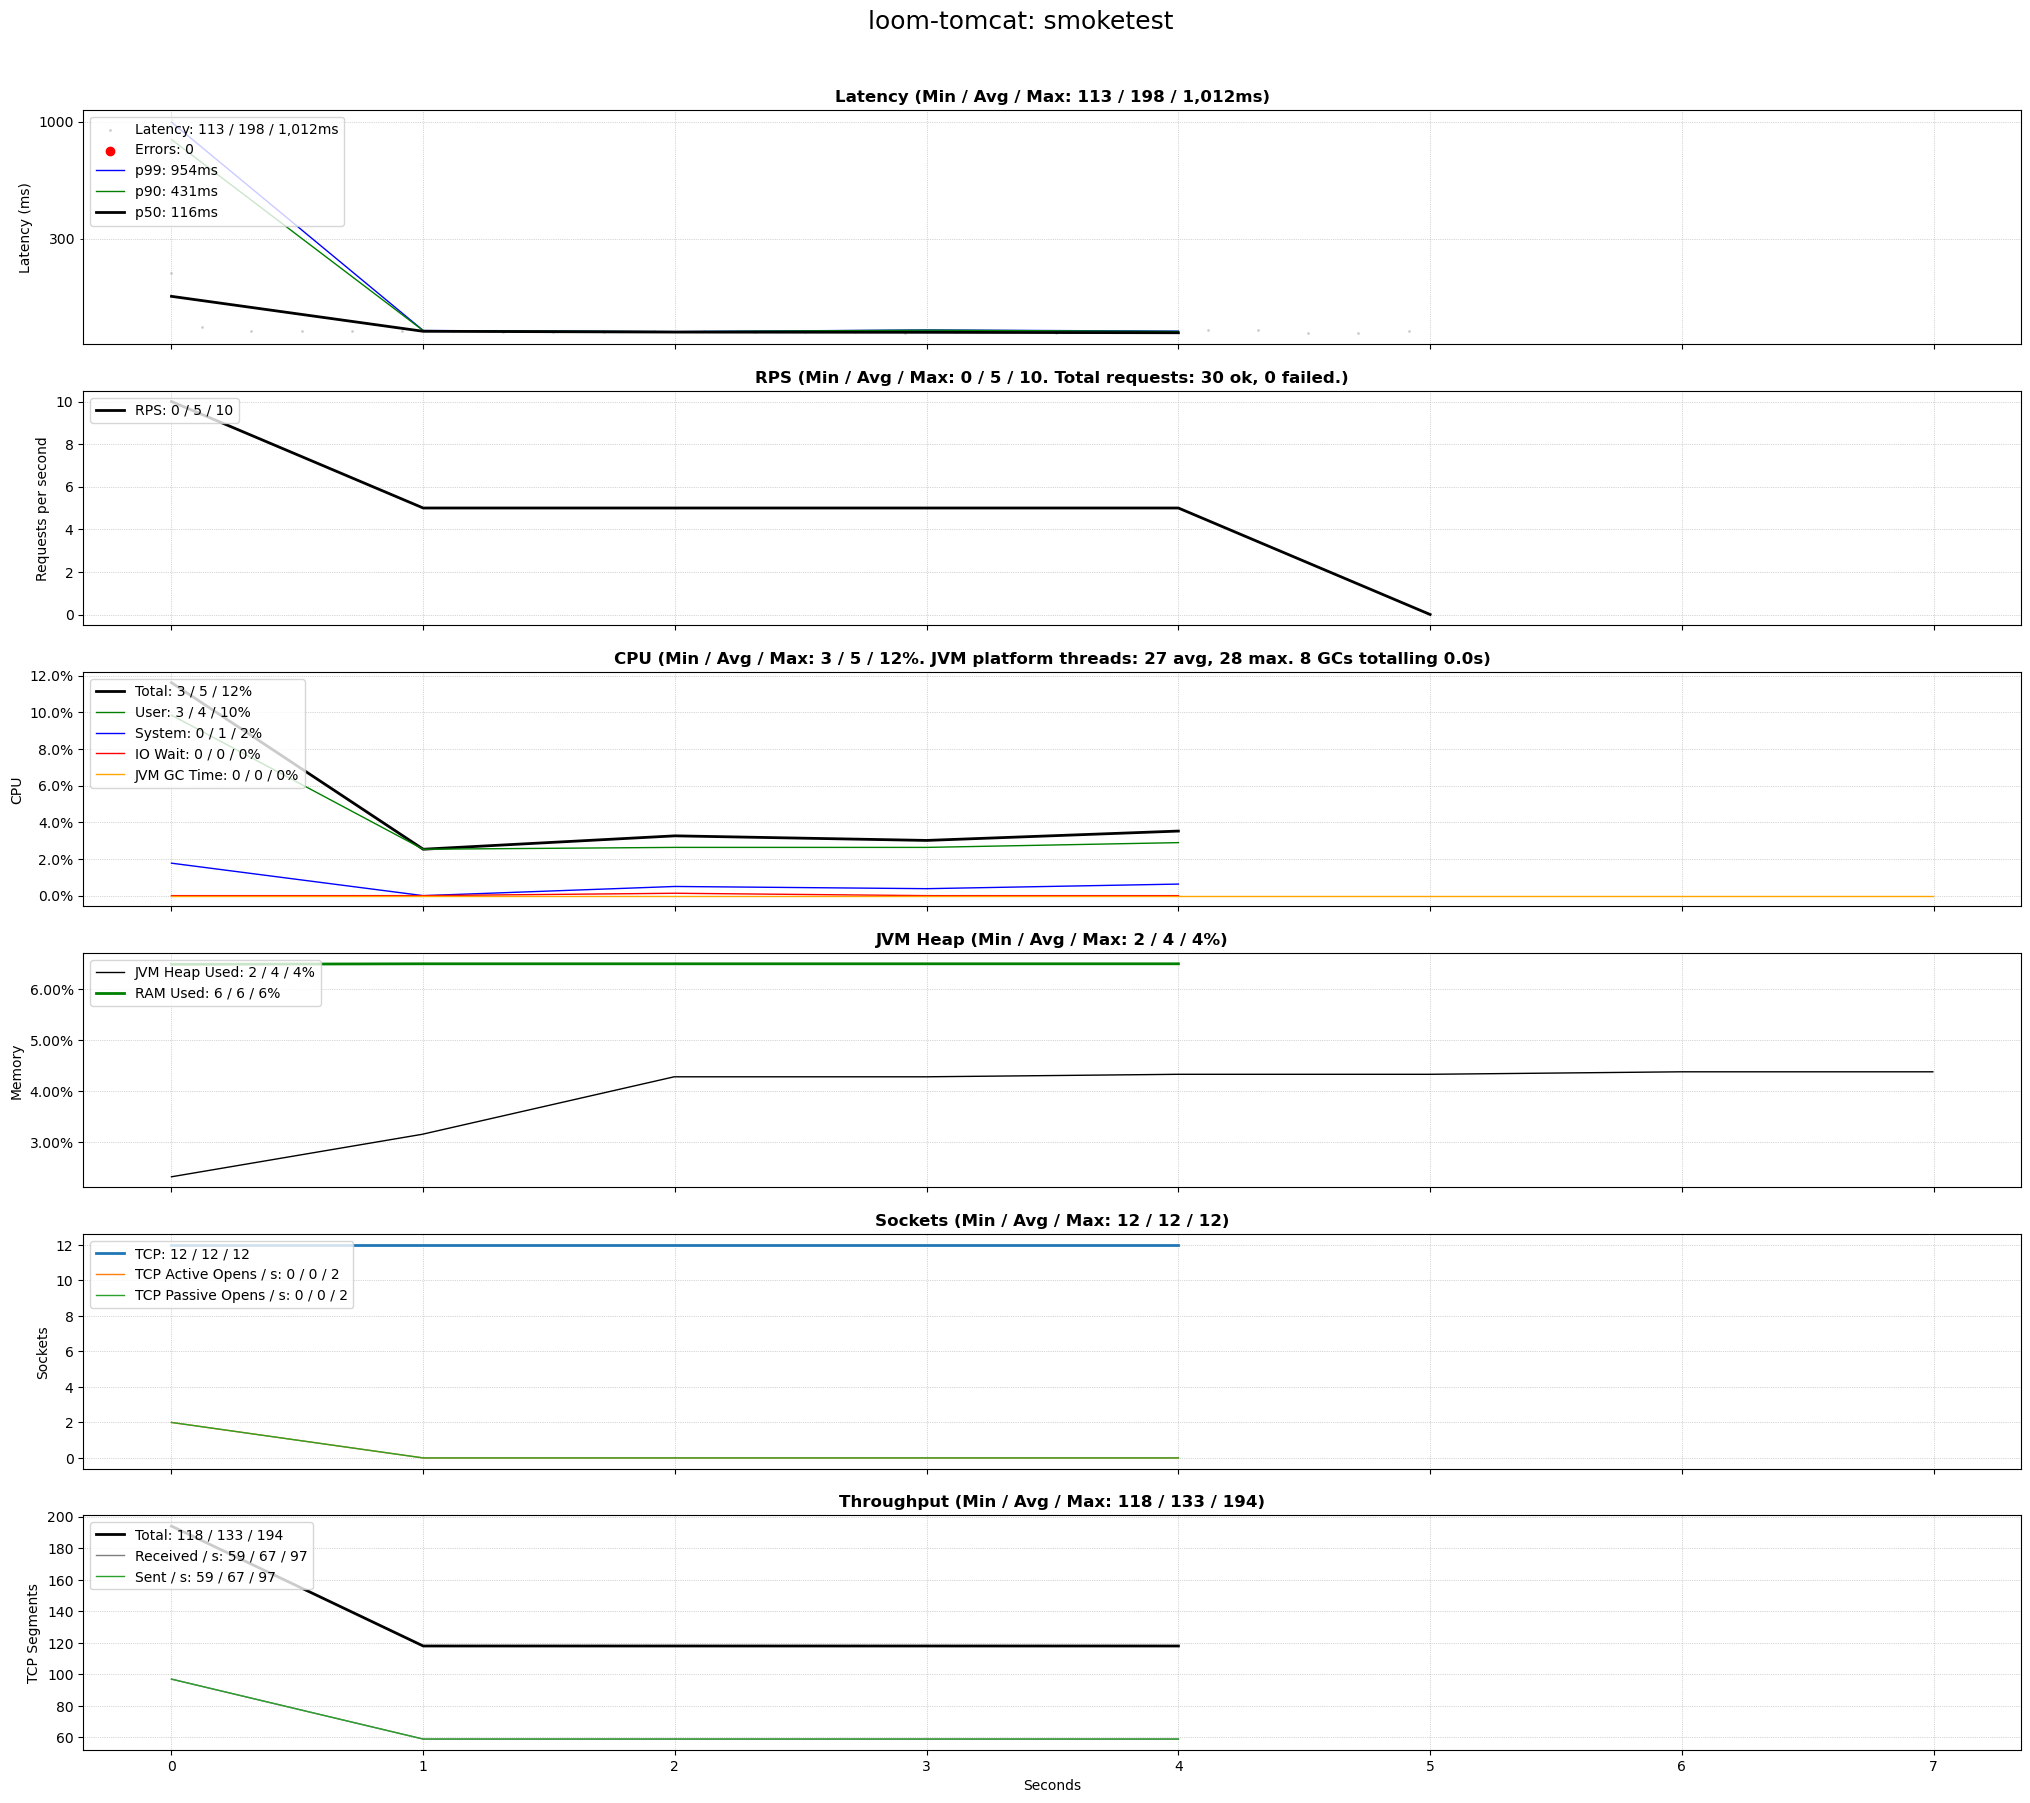 loom-tomcat: smoketest
Latency (Min / Avg / Max: 113 / 198 / 1,012ms)
1000
300
Latency (ms)
Latency: 113 / 198 / 1,012ms
Errors: 0
p99: 954ms
p90: 431ms
p50: 116ms
RPS (Min / Avg / Max: 0 / 5 / 10. Total requests: 30 ok, 0 failed.)
10
8
6
4
2
0
Requests per second
RPS: 0 / 5 / 10
CPU (Min / Avg / Max: 3 / 5 / 12%. JVM platform threads: 27 avg, 28 max. 8 GCs totalling 0.0s)
12.0%
10.0%
8.0%
6.0%
4.0%
2.0%
0.0%
CPU
Total: 3 / 5 / 12%
User: 3 / 4 / 10%
System: 0 / 1 / 2%
IO Wait: 0 / 0 / 0%
JVM GC Time: 0 / 0 / 0%
JVM Heap (Min / Avg / Max: 2 / 4 / 4%)
6.00%
5.00%
4.00%
3.00%
Memory
JVM Heap Used: 2 / 4 / 4%
RAM Used: 6 / 6 / 6%
Sockets (Min / Avg / Max: 12 / 12 / 12)
12
10
8
6
4
2
0
Sockets
TCP: 12 / 12 / 12
TCP Active Opens / s: 0 / 0 / 2
TCP Passive Opens / s: 0 / 0 / 2
Throughput (Min / Avg / Max: 118 / 133 / 194)
200
180
160
140
120
100
80
60
TCP Segments
Total: 118 / 133 / 194
Received / s: 59 / 67 / 97
Sent / s: 59 / 67 / 97
0 1 2 3 4 5 6 7
Seconds